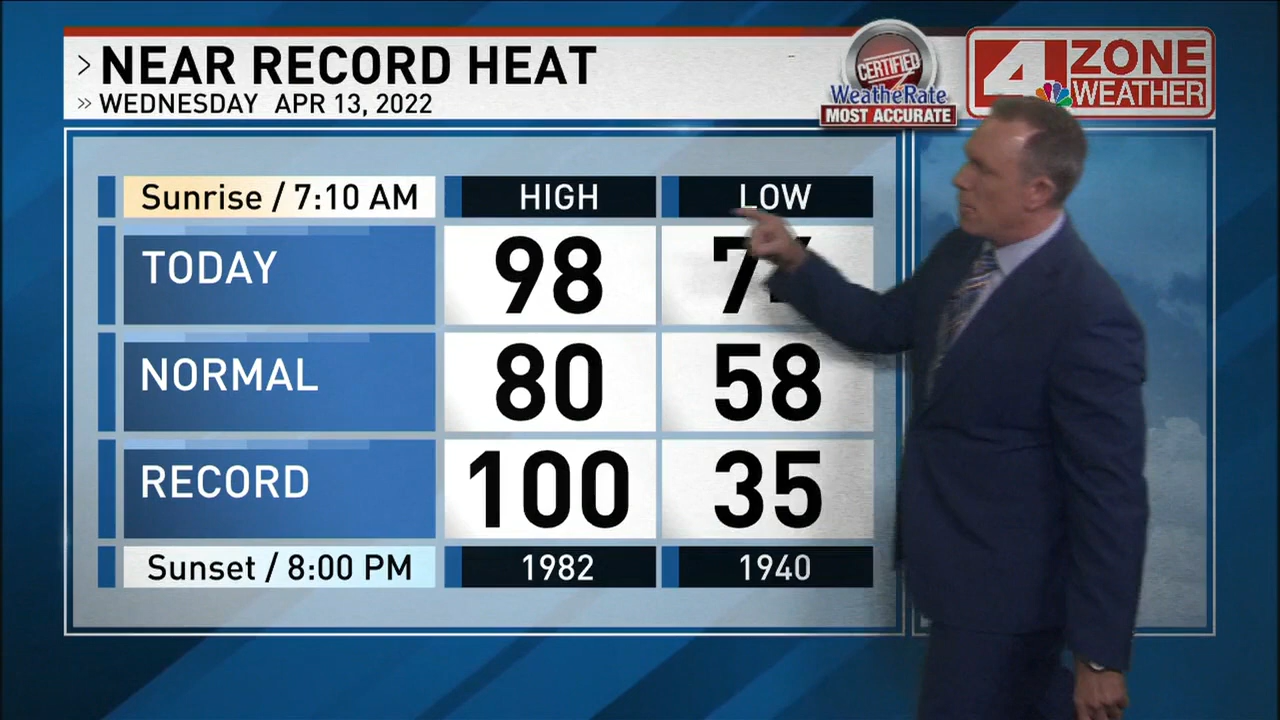 > NEAR RECORD HEAT
» WEDNESDAY APR 13, 2022
CERTIFIED
WeatheRate
MOST ACCURATE
4 ZONE
WEATHER
Sunrise / 7:10 AM HIGH LOW
TODAY 98
NORMAL 80 58
RECORD 100 35
Sunset / 8:00 PM 1982 1940